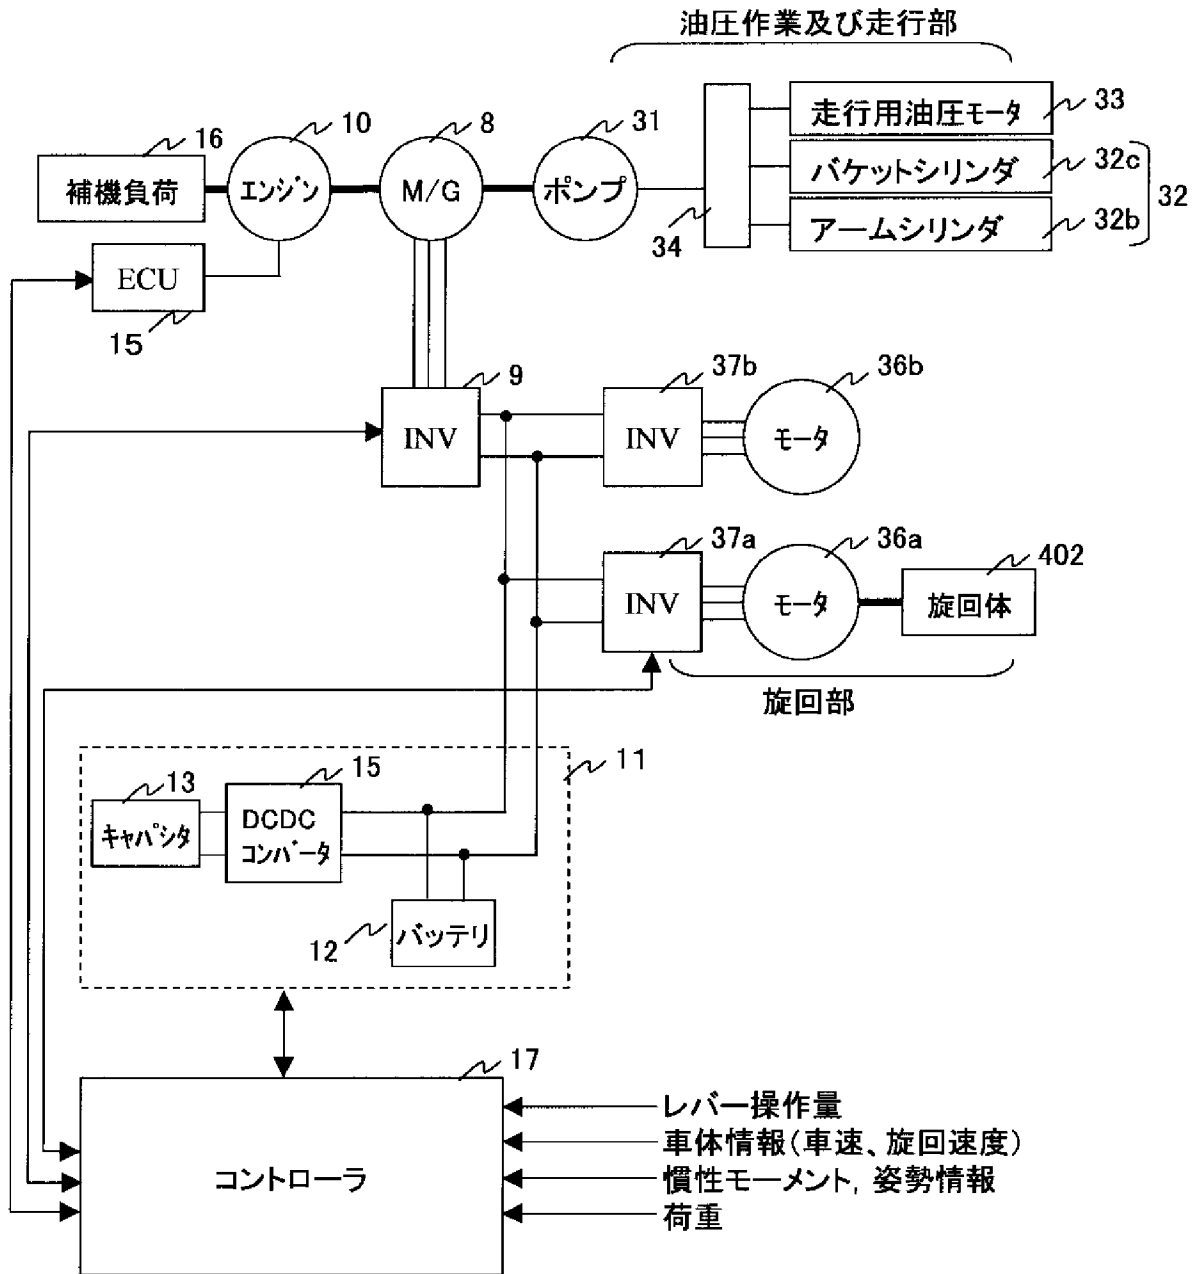 油圧作業及び走行部
16
10
8
31
33
補機負荷
エンジン
M/G
ポンプ
34
走行用油圧モータ
バケットシリンダ
32c
アームシリンダ
32b
32
ECU
15
9
37b
36b
INV
INV
モータ
37a
36a
402
INV
モータ
旋回体
旋回部
11
13
15
キャパシタ
DCDC
コンバータ
12
バッテリ
17
コントローラ
レバー操作量
車体情報(車速、旋回速度)
慣性モーメント, 姿勢情報
荷重